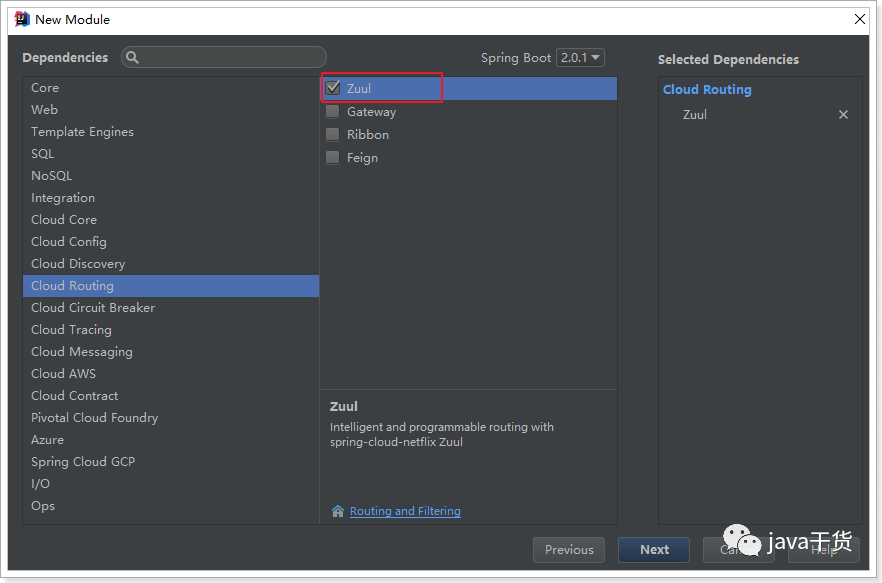 New Module
Dependencies
Spring Boot 2.0.1
Selected Dependencies
Core
Web
Template Engines
SQL
NoSQL
Integration
Cloud Core
Cloud Config
Cloud Discovery
Cloud Routing
Cloud Circuit Breaker
Cloud Tracing
Cloud Messaging
Cloud AWS
Cloud Contract
Pivotal Cloud Foundry
Azure
Spring Cloud GCP
I/O
Ops
Zuul
Gateway
Ribbon
Feign
Zuul
Intelligent and programmable routing with
spring-cloud-netflix Zuul
Routing and Filtering
Cloud Routing
Zuul
Previous
Next
Cancel
Help
java干货